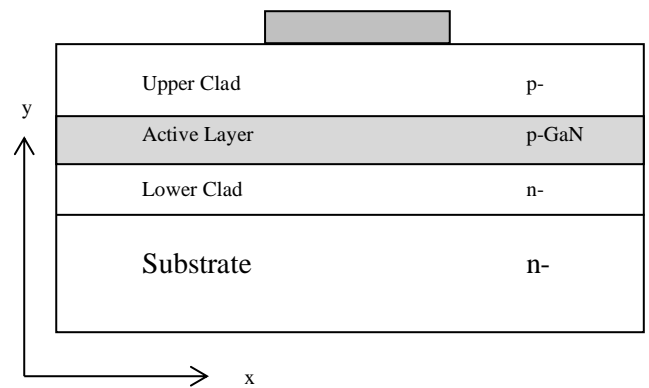 Upper Clad p-
y
Active Layer p-GaN
Lower Clad n-
Substrate n-
x